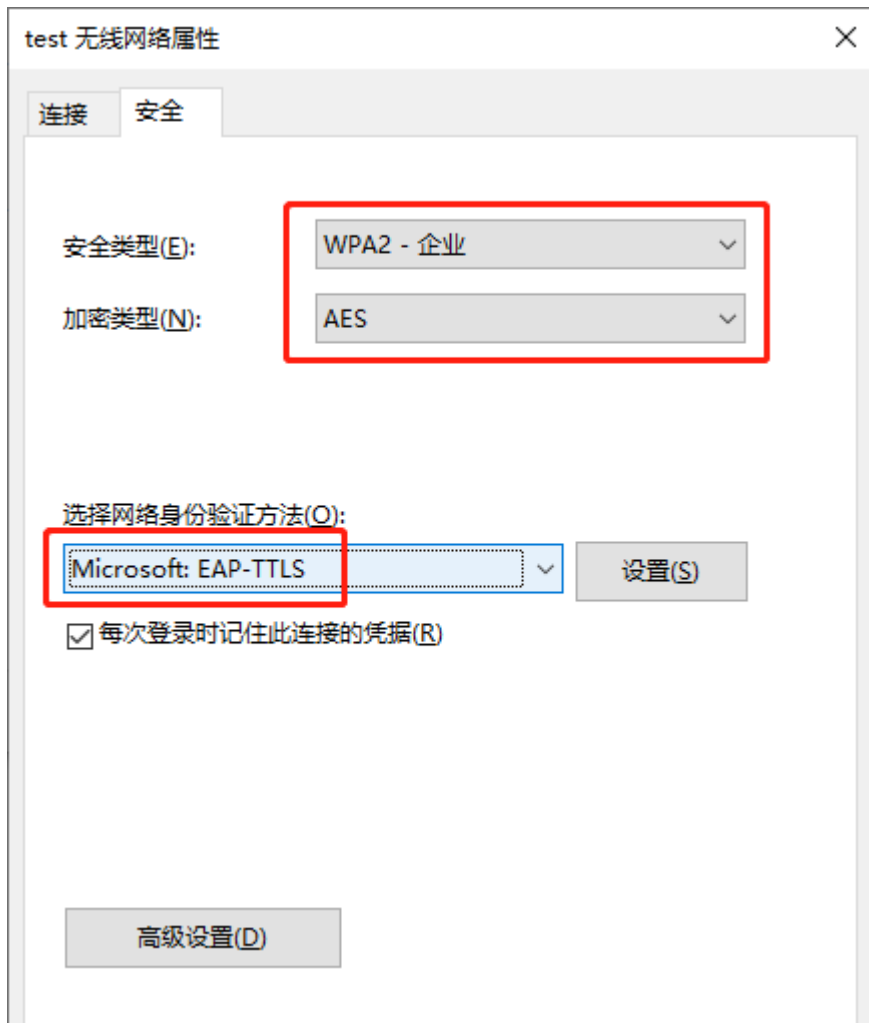 test 无线网络属性
连接 安全
安全类型(E): WPA2 - 企业
加密类型(N): AES
选择网络身份验证方法(O):
Microsoft: EAP-TTLS 设置(S)
每次登录时记住此连接的凭据(R)
高级设置(D)